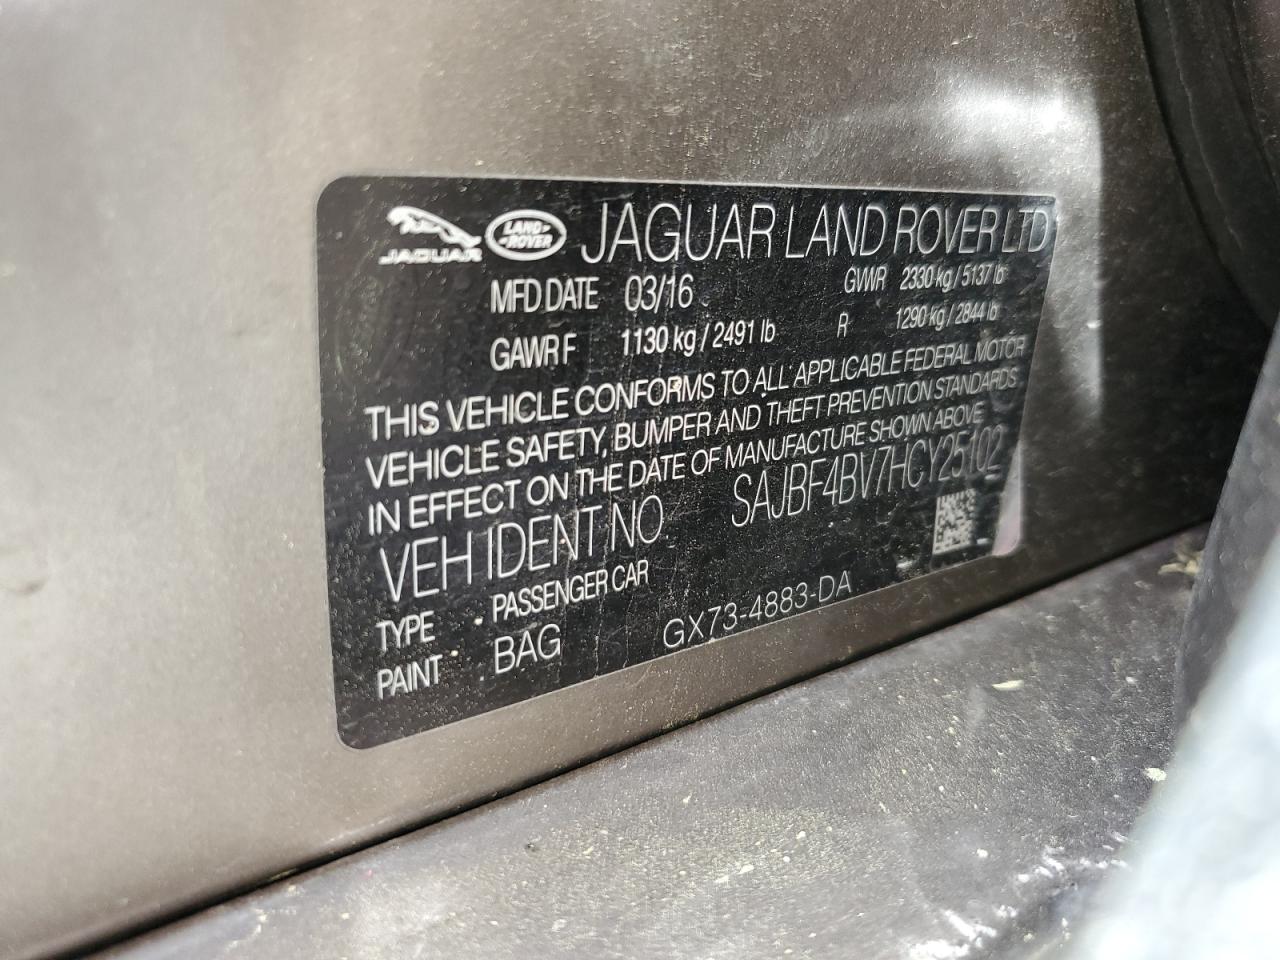 JAGUAR LAND ROVER JAGUAR LAND ROVER LTD
MFD DATE 03/16 GVWR 2330 kg / 5137 lb
GAWR F 1130 kg / 2491 lb R 1290 kg / 2844 lb
THIS VEHICLE CONFORMS TO ALL APPLICABLE FEDERAL MOTOR
VEHICLE SAFETY, BUMPER AND THEFT PREVENTION STANDARDS
IN EFFECT ON THE DATE OF MANUFACTURE SHOWN ABOVE
VEH IDENT NO SAJBF4BV7HCY25102
TYPE PASSENGER CAR
PAINT BAG GX73-4883-DA